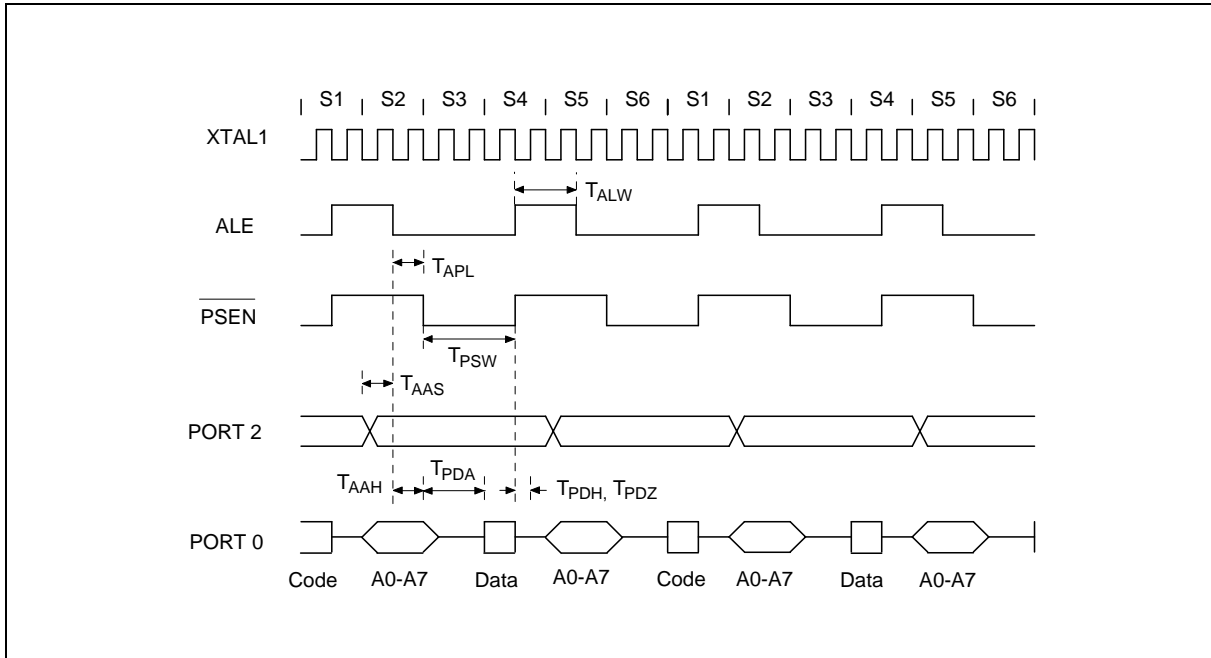 S1 S2 S3 S4 S5 S6 S1 S2 S3 S4 S5 S6
XTAL1
TALW
ALE
TAPL
PSEN
TPSW
TAAS
PORT 2
TAAH TPDA TPDH, TPDZ
PORT 0
Code A0-A7 Data A0-A7 Code A0-A7 Data A0-A7